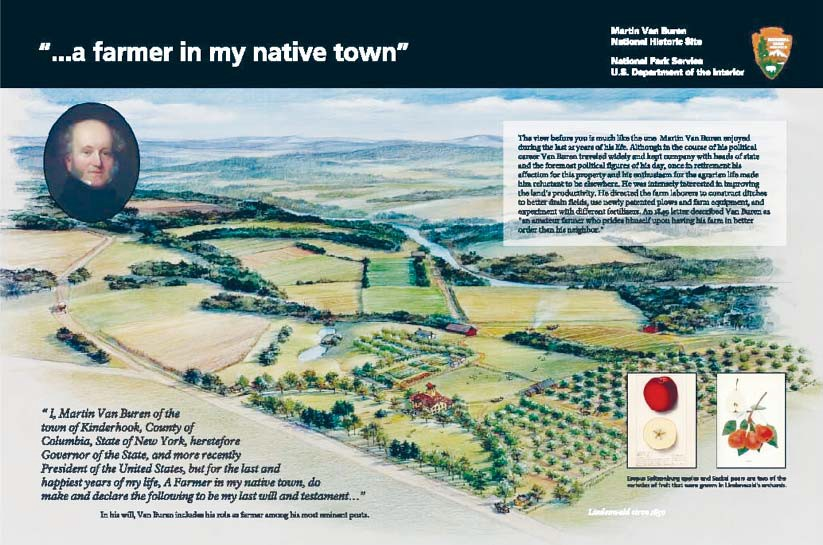 "...a farmer in my native town"
Martin Van Buren
National Historic Site
National Park Service
U.S. Department of the Interior
The view before you is much like the one Martin Van Buren enjoyed
during the last 21 years of his life. Although in the course of his political
career Van Buren traveled widely and kept company with heads of state
and the foremost political figures of his day, once in retirement his
affection for this property and his enthusiasm for the agrarian life made
him reluctant to be elsewhere. He was intensely interested in improving
the land's productivity. He directed the farm laborers to construct ditches
to better drain fields, use newly patented plows and farm equipment, and
experiment with different fertilizers. An letter described Van Buren as
"an amateur farmer who prides himself upon having his farm in better
order than his neighbor."
" I, Martin Van Buren of the
town of Kinderhook, County of
Columbia, State of New York, heretefore
Governor of the State, and more recently
President of the United States, but for the last and
happiest years of my life, A Farmer in my native town, do
make and declare the following to be my last will and testament..."
In his will, Van Buren includes his role as farmer among his most eminent posts.
Esopus Spitzenburg apples and Seckel pears are two of the
varieties of fruit that were grown in Lindenwald's orchards.
Lindenwald circa 1850